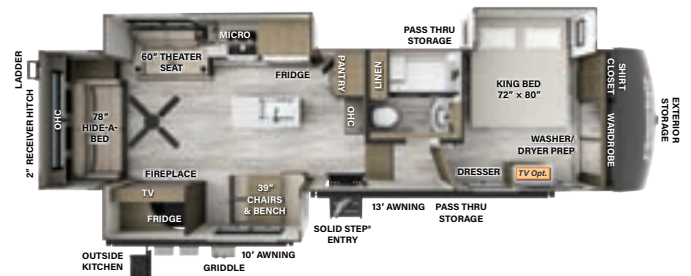 LADDER
2" RECEIVER HITCH
OHC
78"
HIDE-A-
BED
60" THEATER
SEAT
MICRO
FRIDGE
PANTRY
OHC
LINEN
PASS THRU
STORAGE
KING BED
72" × 80"
SHIRT
CLOSET
WARDROBE
EXTERIOR
STORAGE
WASHER/
DRYER PREP
DRESSER
TV Opt.
FIREPLACE
TV
FRIDGE
39"
CHAIRS
& BENCH
13' AWNING
PASS THRU
STORAGE
SOLID STEP®
ENTRY
10' AWNING
OUTSIDE
KITCHEN
GRIDDLE